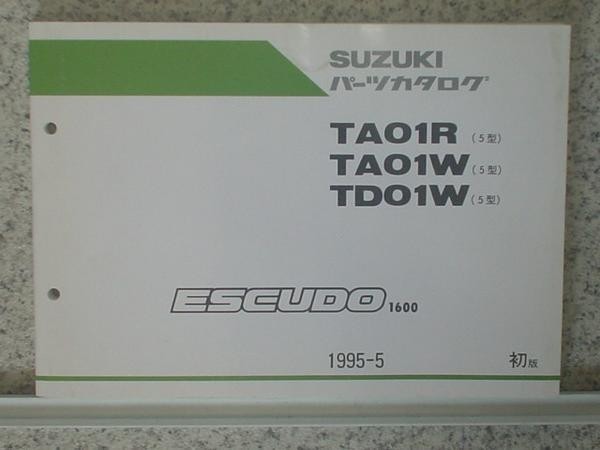 SUZUKI
パーツカタログ
TA01R (5型)
TA01W (5型)
TD01W (5型)
ESCUDO 1600
1995-5 初版